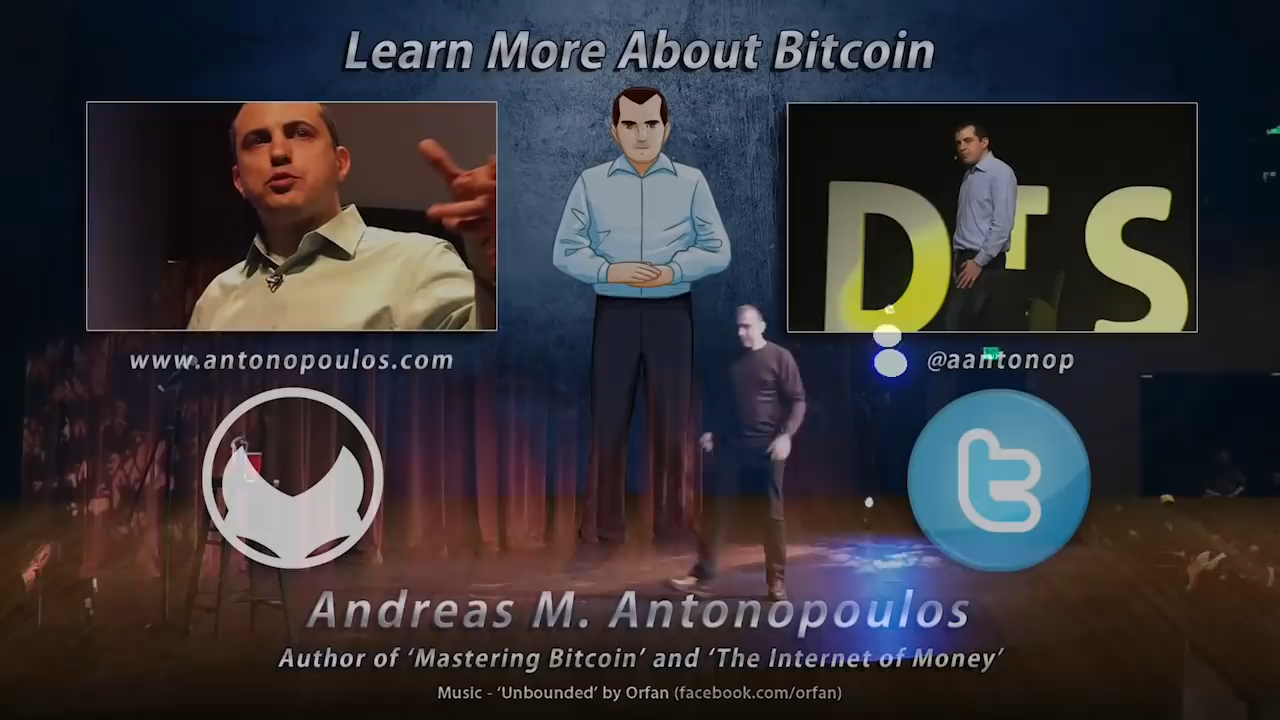 Learn More About Bitcoin
D T S
www.antonopoulos.com
@aantonop
Andreas M. Antonopoulos
Author of ‘Mastering Bitcoin’ and ‘The Internet of Money’
Music - ‘Unbounded’ by Orfan (facebook.com/orfan)